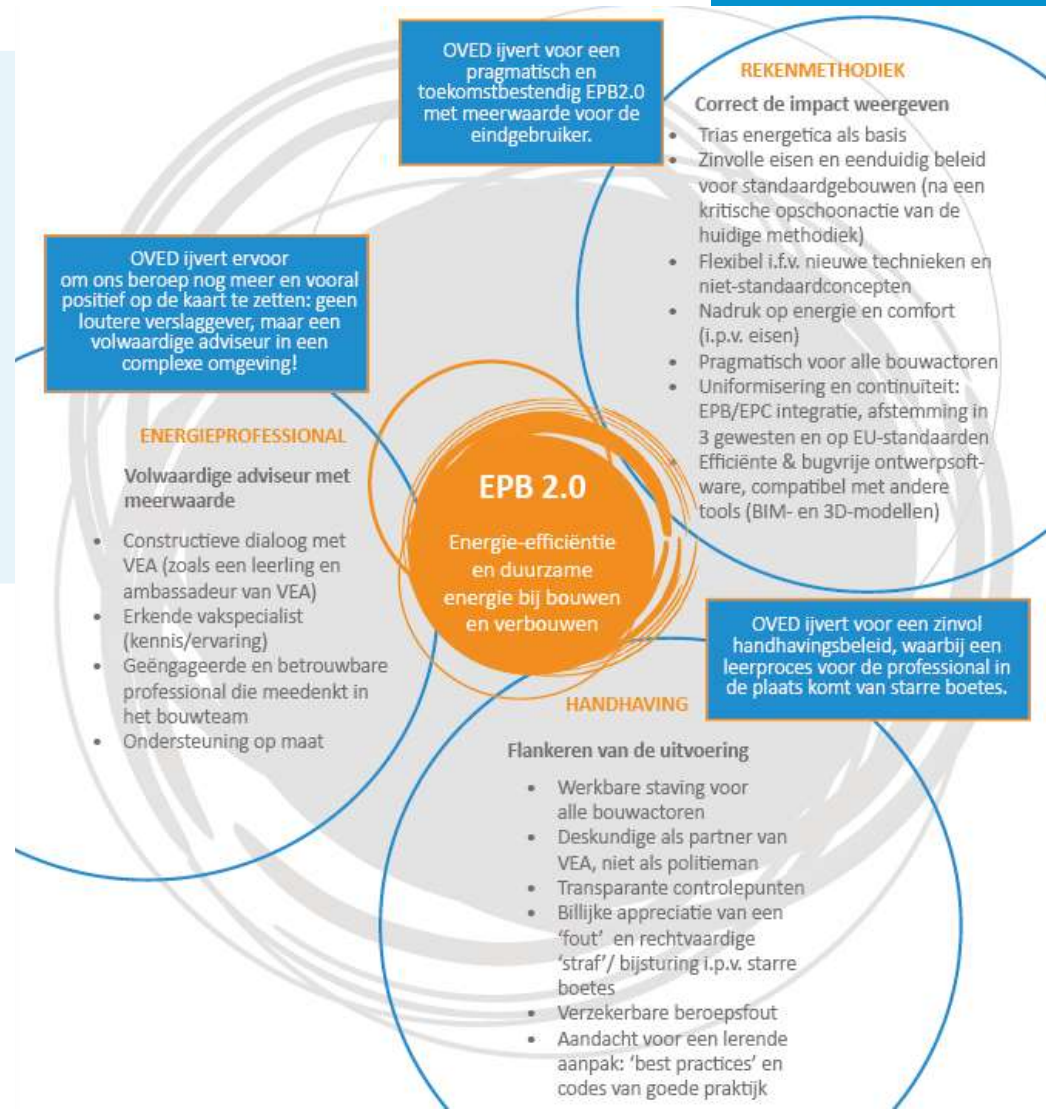 OVED ijvert voor een
pragmatisch en
toekomstbestendig EPB2.0
met meerwaarde voor de
eindgebruiker.
REKENMETHODIEK
Correct de impact weergeven
• Trias energetica als basis
• Zinvolle eisen en eenduidig beleid
voor standaardgebouwen (na een
kritische opschoonactie van de
huidige methodiek)
• Flexibel i.f.v. nieuwe technieken en
niet-standaardconcepten
• Nadruk op energie en comfort
(i.p.v. eisen)
• Pragmatisch voor alle bouwactoren
• Uniformisering en continuïteit:
EPB/EPC integratie, afstemming in
3 gewesten en op EU-standaarden
• Efficiënte & bugvrije ontwerpsoft-
ware, compatibel met andere
tools (BIM- en 3D-modellen)
OVED ijvert ervoor
om ons beroep nog meer en vooral
positief op de kaart te zetten: geen
loutere verslaggever, maar een
volwaardige adviseur in een
complexe omgeving!
ENERGIEPROFESSIONAL
Volwaardige adviseur met
meerwaarde
• Constructieve dialoog met
VEA (zoals een leerling en
ambassadeur van VEA)
• Erkende vakspecialist
(kennis/ervaring)
• Geëngageerde en betrouwbare
professional die meedenkt in
het bouwteam
• Ondersteuning op maat
EPB 2.0
Energie-efficiëntie
en duurzame
energie bij bouwen
en verbouwen
OVED ijvert voor een zinvol
handhavingsbeleid, waarbij een
leerproces voor de professional in
de plaats komt van starre boetes.
HANDHAVING
Flankeren van de uitvoering
• Werkbare staving voor
alle bouwactoren
• Deskundige als partner van
VEA, niet als politieman
• Transparante controlepunten
• Billijke appreciatie van een
‘fout’ en rechtvaardige
‘straf’/ bijsturing i.p.v. starre
boetes
• Verzekerbare beroepsfout
• Aandacht voor een lerende
aanpak: ‘best practices’ en
codes van goede praktijk